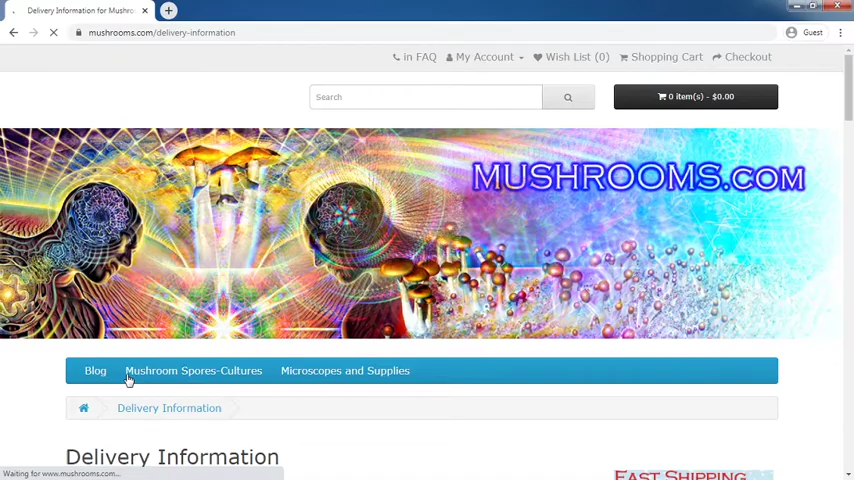 Delivery Information for Mushro
mushrooms.com/delivery-information
Guest
in FAQ My Account Wish List (0) Shopping Cart Checkout
Search
0 item(s) - $0.00
MUSHROOMS.COM
Blog Mushroom Spores-Cultures Microscopes and Supplies
Delivery Information
Delivery Information
FAST SHIPPING
Waiting for www.mushrooms.com...